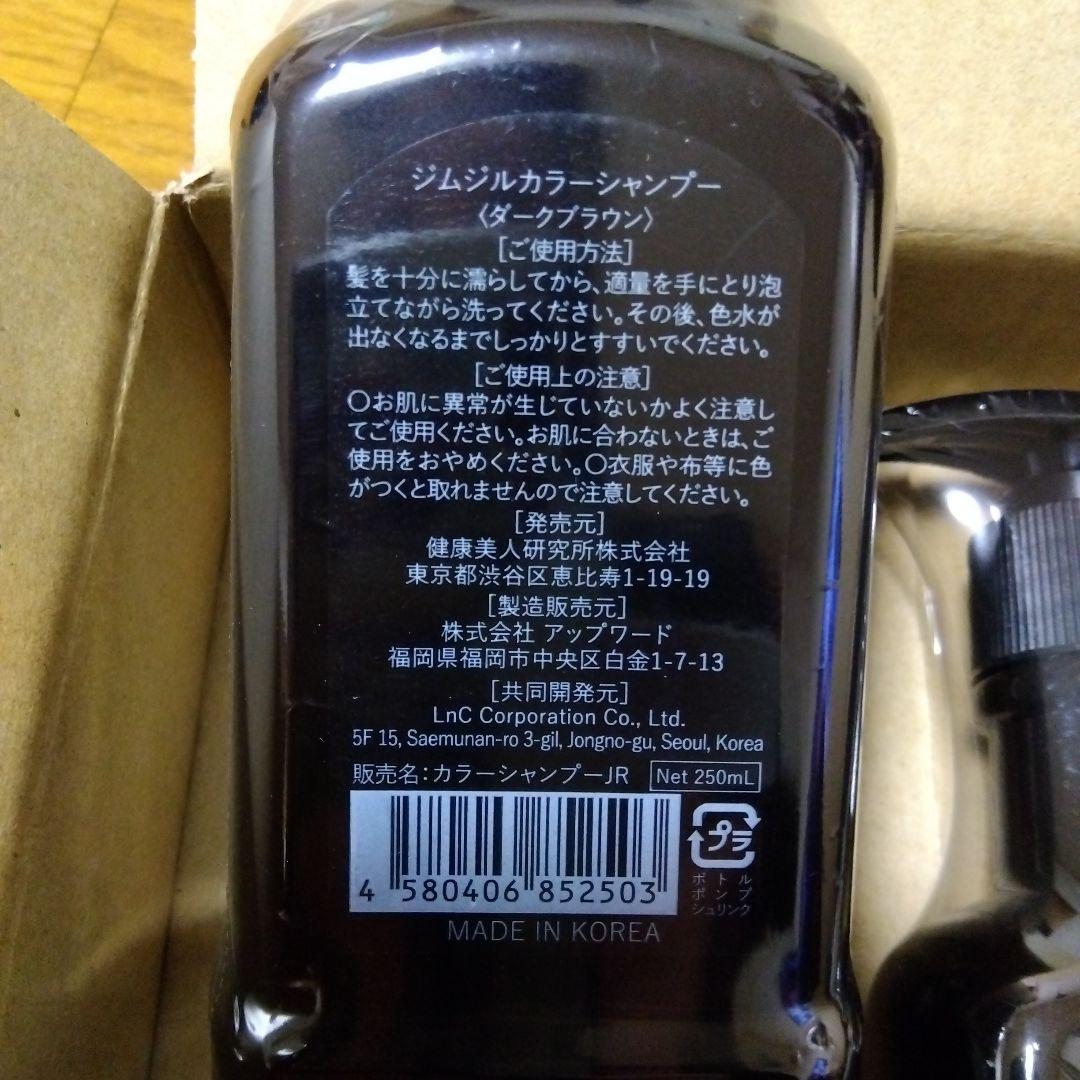 ジムジルカラーシャンプー
〈ダークブラウン〉
[ご使用方法]
髪を十分に濡らしてから、適量を手にとり泡
立てながら洗ってください。その後、色水が
出なくなるまでしっかりとすすいでください。
[ご使用上の注意]
〇お肌に異常が生じていないかよく注意し
てご使用ください。お肌に合わないときは、ご
使用をおやめください。〇衣服や布等に色
がつくと取れませんので注意してください。
[発売元]
健康美人研究所株式会社
東京都渋谷区恵比寿1-19-19
[製造販売元]
株式会社 アップワード
福岡県福岡市中央区白金1-7-13
[共同開発元]
LnC Corporation Co., Ltd.
5F 15, Saemunan-ro 3-gil, Jongno-gu, Seoul, Korea
販売名：カラーシャンプーJR Net 250mL
プラ
4 580406 852503
ボトル
ポンプ
シュリンク
MADE IN KOREA